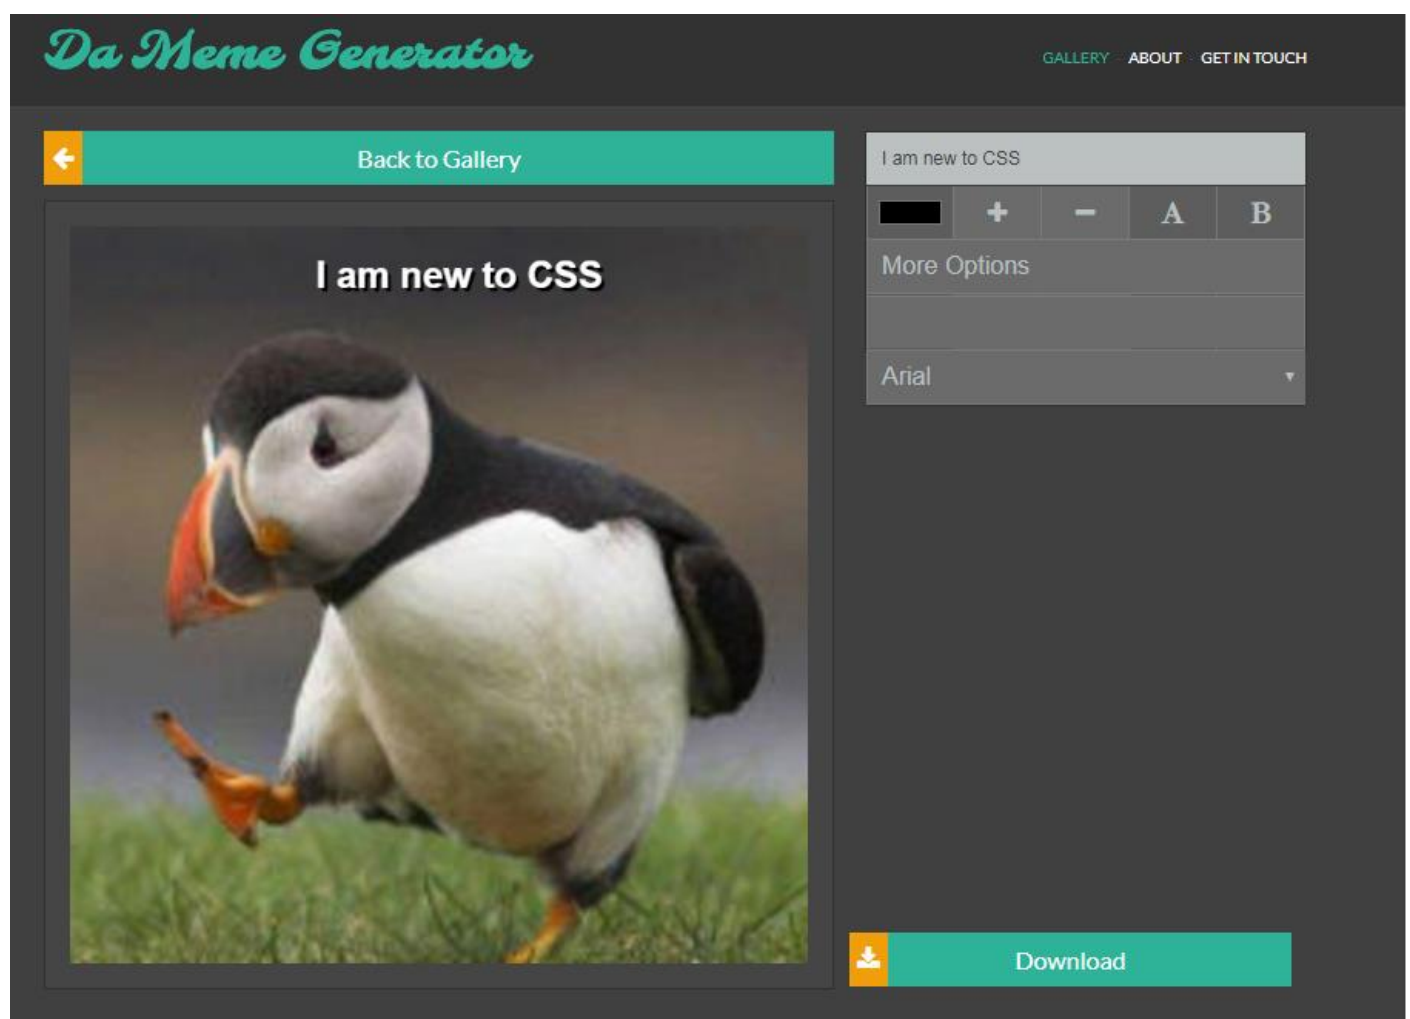 Da Meme Generator
GALLERY ABOUT GET IN TOUCH
Back to Gallery
I am new to CSS
I am new to CSS
A B
More Options
Arial
Download